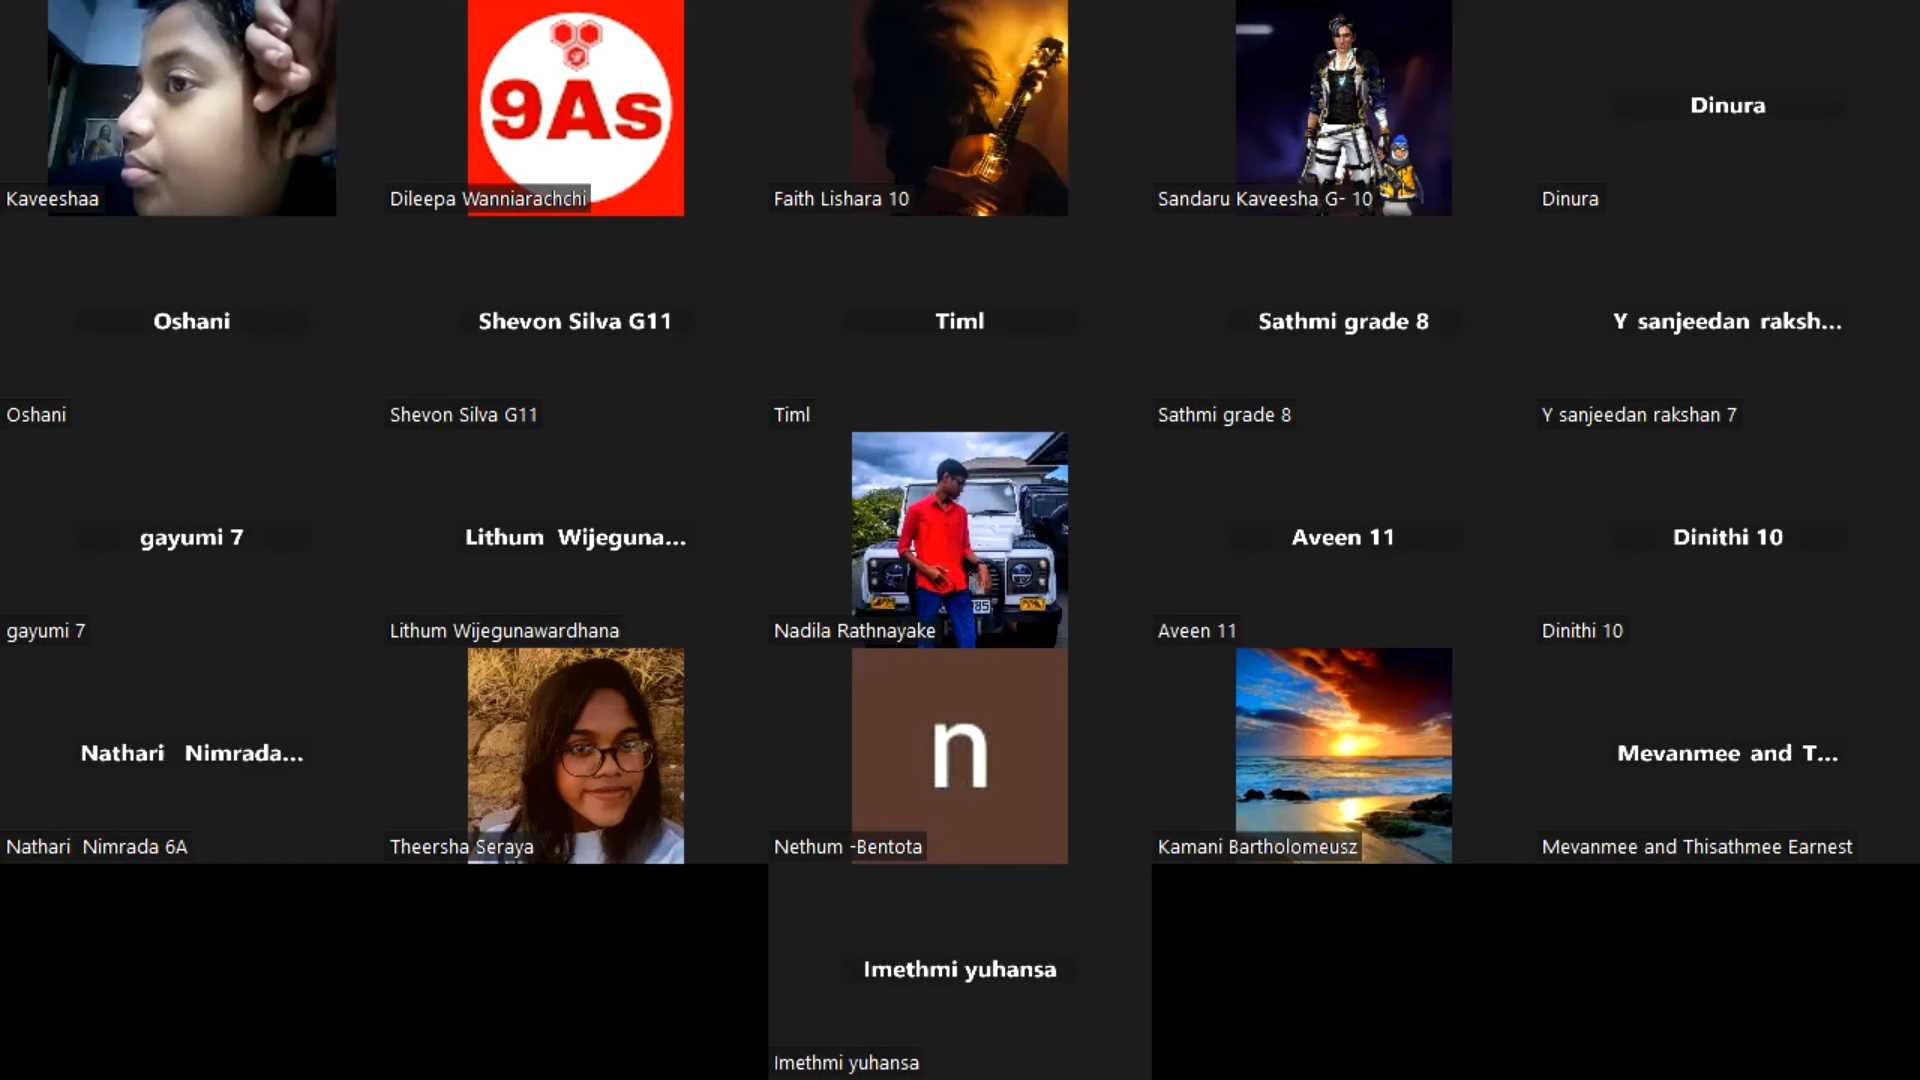 9As
Dinura
Kaveeshaa
Dileepa Wanniarachchi
Faith Lishara 10
Sandaru Kaveesha G- 10
Dinura
Oshani
Shevon Silva G11
Timl
Sathmi grade 8
Y sanjeedan raksh...
Oshani
Shevon Silva G11
Timl
Sathmi grade 8
Y sanjeedan rakshan 7
gayumi 7
Lithum Wijeguna...
Aveen 11
Dinithi 10
85
gayumi 7
Lithum Wijegunawardhana
Nadila Rathnayake
Aveen 11
Dinithi 10
Nathari Nimrada...
n
Mevanmee and T...
Nathari Nimrada 6A
Theersha Seraya
Nethum -Bentota
Kamani Bartholomeusz
Mevanmee and Thisathmee Earnest
Imethmi yuhansa
Imethmi yuhansa